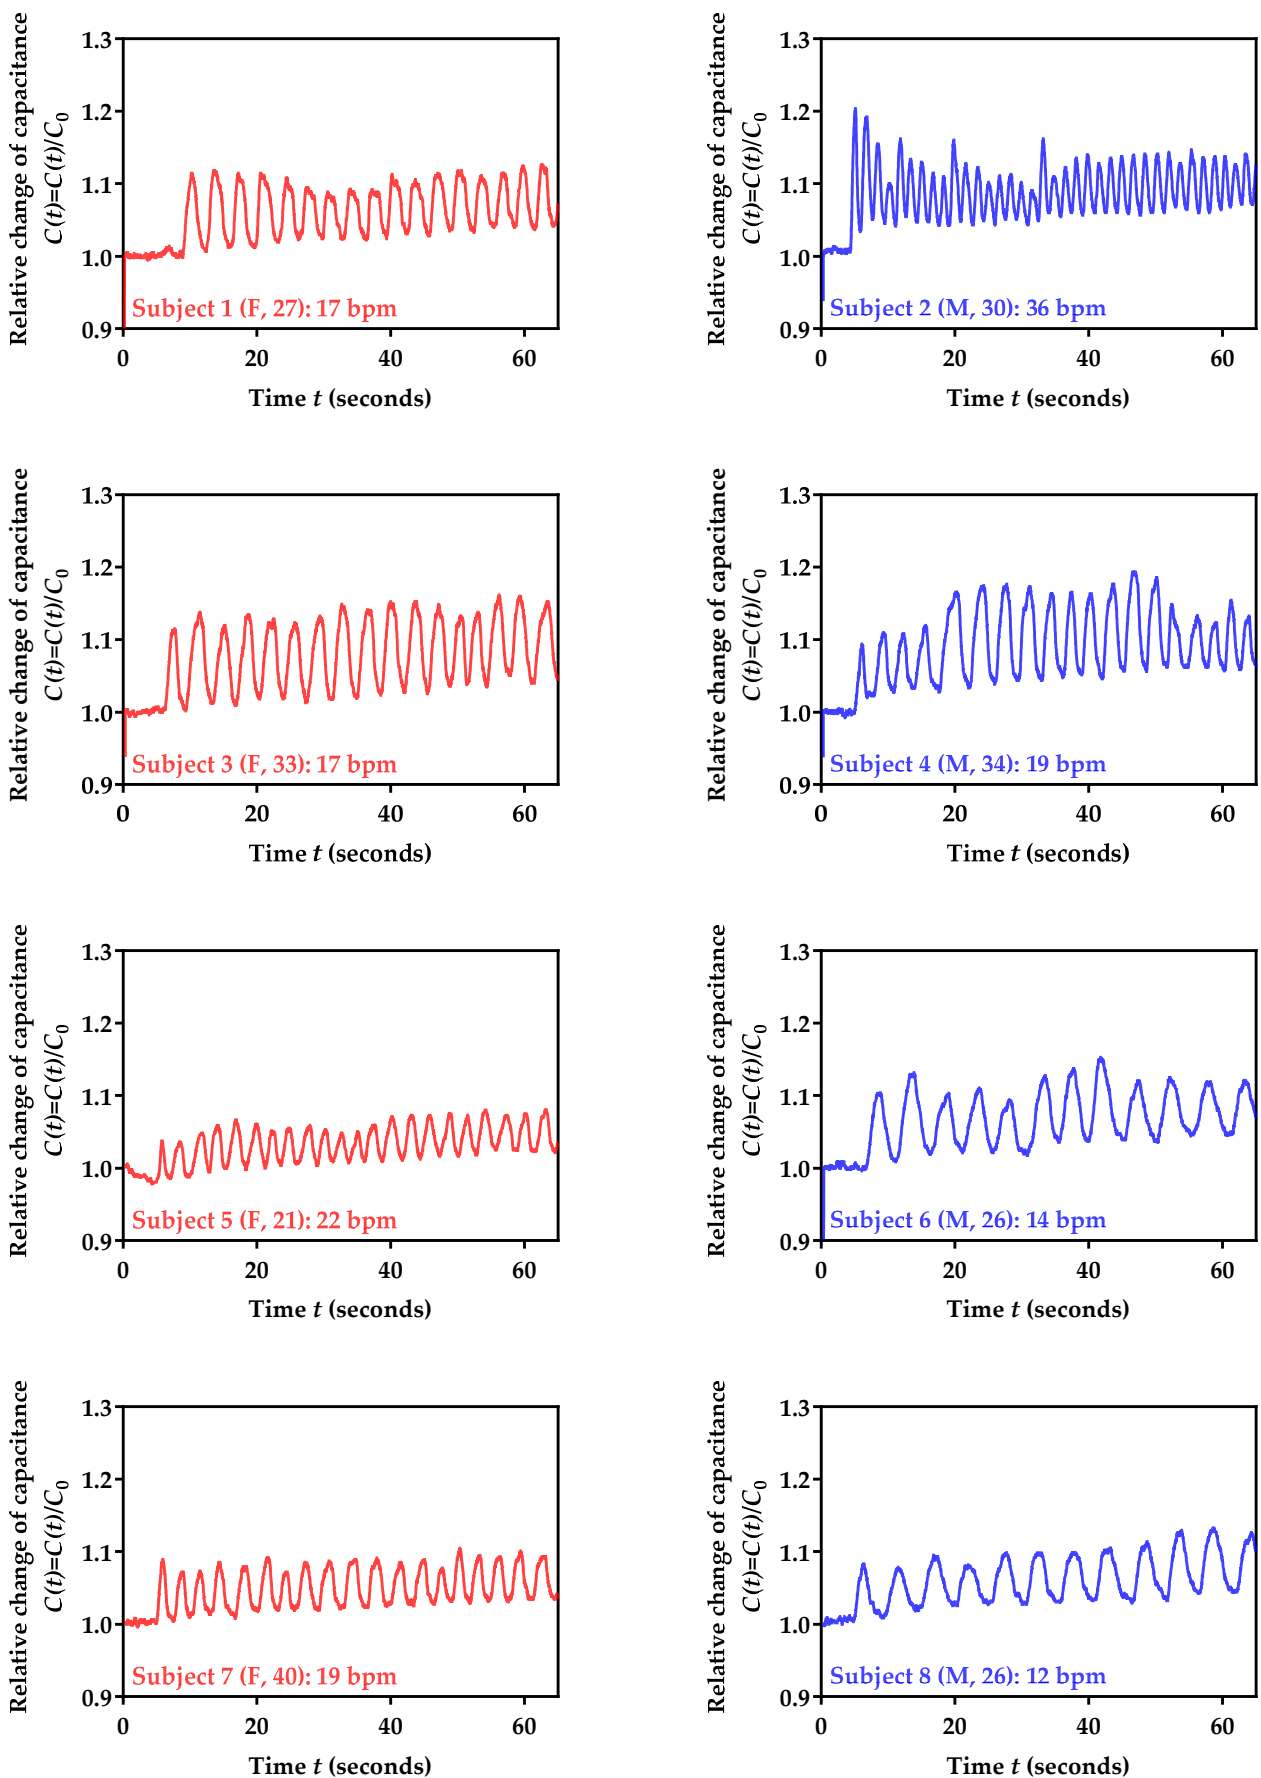 Relative change of capacitance
C(t)=C(t)/C0
1.3
1.2
1.1
1.0
0.9
Subject 1 (F, 27): 17 bpm
0 20 40 60
Time t (seconds)
Relative change of capacitance
C(t)=C(t)/C0
1.3
1.2
1.1
1.0
0.9
Subject 2 (M, 30): 36 bpm
0 20 40 60
Time t (seconds)
Relative change of capacitance
C(t)=C(t)/C0
1.3
1.2
1.1
1.0
0.9
Subject 3 (F, 33): 17 bpm
0 20 40 60
Time t (seconds)
Relative change of capacitance
C(t)=C(t)/C0
1.3
1.2
1.1
1.0
0.9
Subject 4 (M, 34): 19 bpm
0 20 40 60
Time t (seconds)
Relative change of capacitance
C(t)=C(t)/C0
1.3
1.2
1.1
1.0
0.9
Subject 5 (F, 21): 22 bpm
0 20 40 60
Time t (seconds)
Relative change of capacitance
C(t)=C(t)/C0
1.3
1.2
1.1
1.0
0.9
Subject 6 (M, 26): 14 bpm
0 20 40 60
Time t (seconds)
Relative change of capacitance
C(t)=C(t)/C0
1.3
1.2
1.1
1.0
0.9
Subject 7 (F, 40): 19 bpm
0 20 40 60
Time t (seconds)
Relative change of capacitance
C(t)=C(t)/C0
1.3
1.2
1.1
1.0
0.9
Subject 8 (M, 26): 12 bpm
0 20 40 60
Time t (seconds)